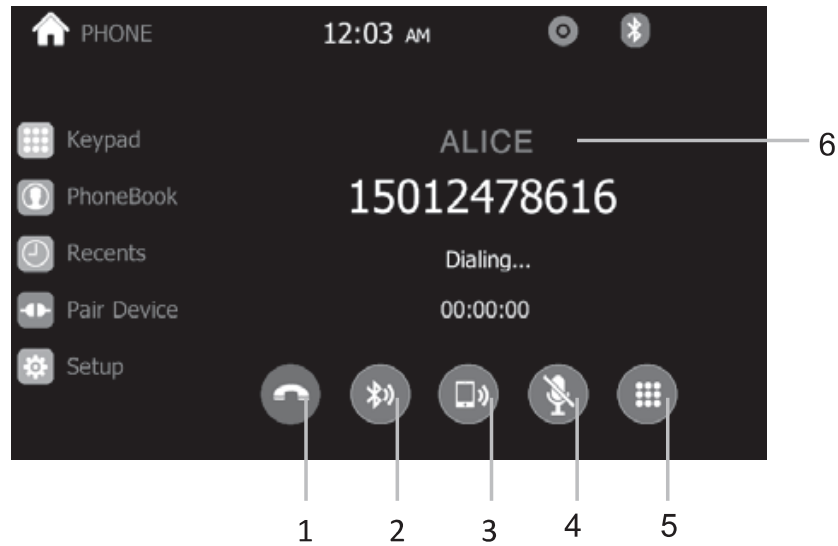 PHONE 12:03 AM
Keypad
ALICE
6
PhoneBook
15012478616
Recents
Dialing...
Pair Device
00:00:00
Setup
1 2 3 4 5